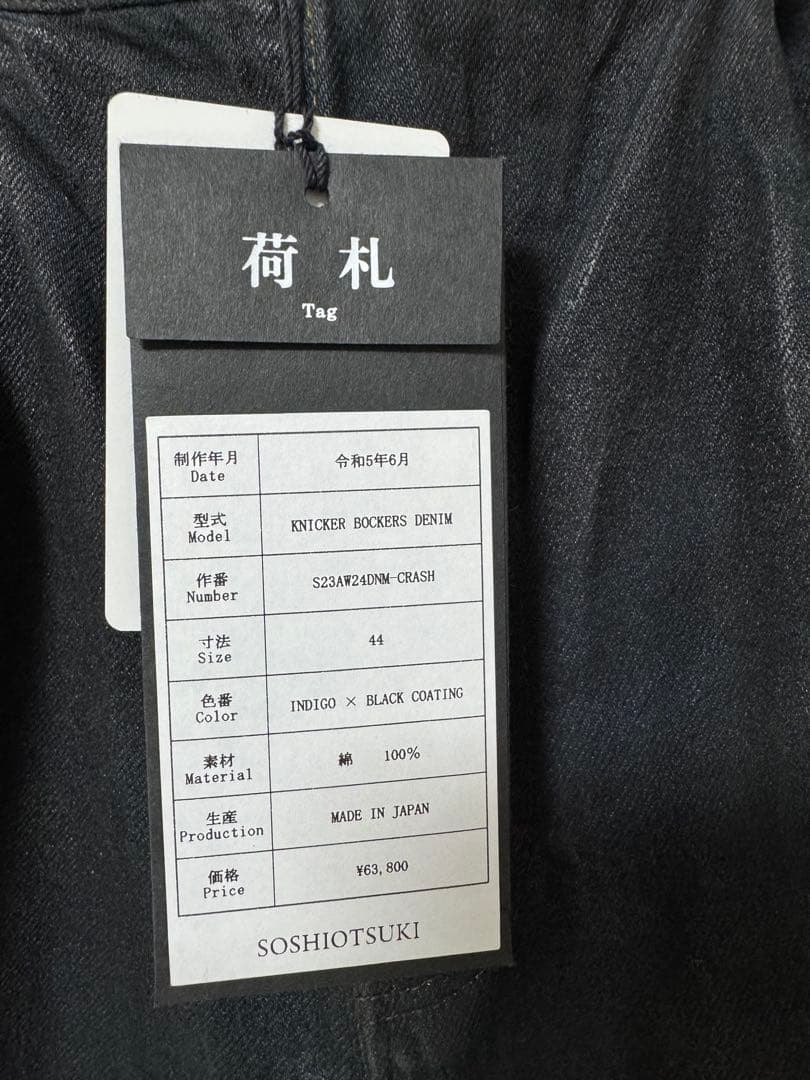 荷札
Tag
制作年月 令和5年6月
Date
型式 KNICKER BOCKERS DENIM
Model
作番 S23AW24DNM-CRASH
Number
寸法 44
Size
色番 INDIGO × BLACK COATING
Color
素材 綿 100%
Material
生産 MADE IN JAPAN
Production
価格 ¥63,800
Price
SOSHIOTSUKI